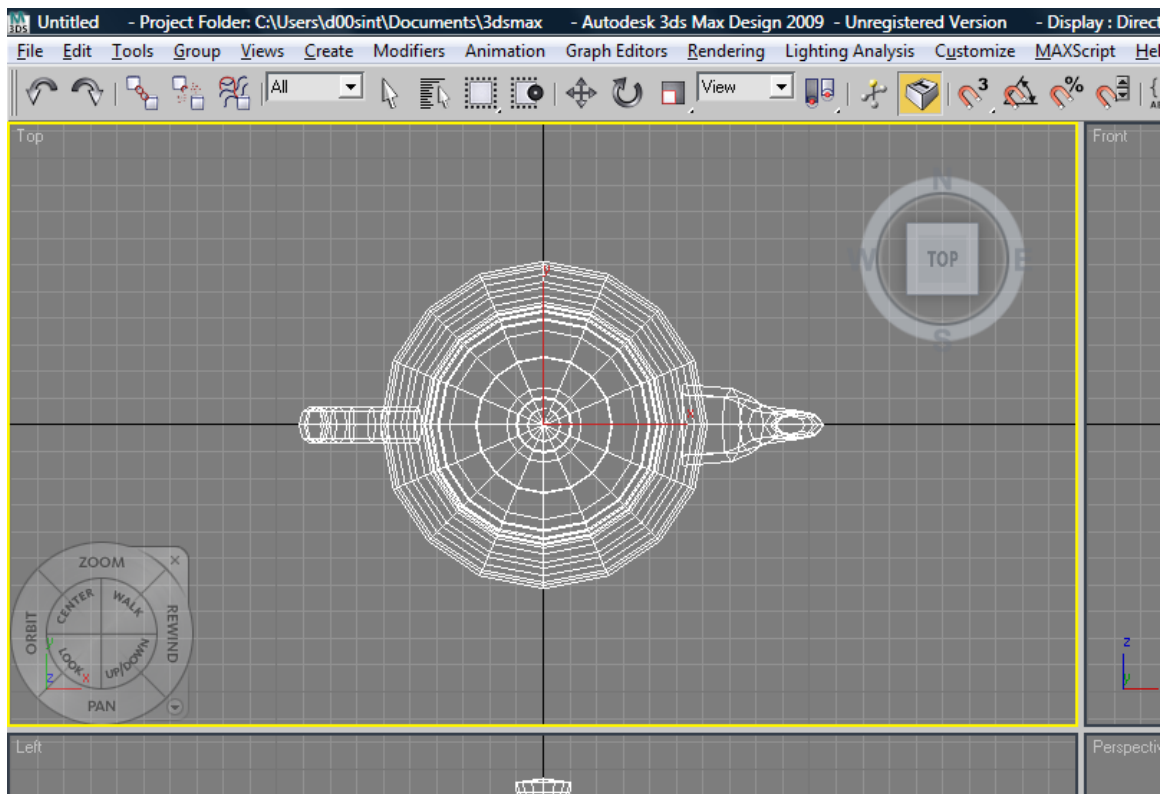 3DS Untitled - Project Folder: C:\Users\d00sint\Documents\3dsmax - Autodesk 3ds Max Design 2009 - Unregistered Version - Display : Direct
File Edit Tools Group Views Create Modifiers Animation Graph Editors Rendering Lighting Analysis Customize MAXScript Hel
All View 3 %
Top Front
N
W TOP E
S
y
x
ZOOM
CENTER WALK
ORBIT REWIND
LOOK UP/DOWN
y
z x
PAN
z
y
Left Perspectiv